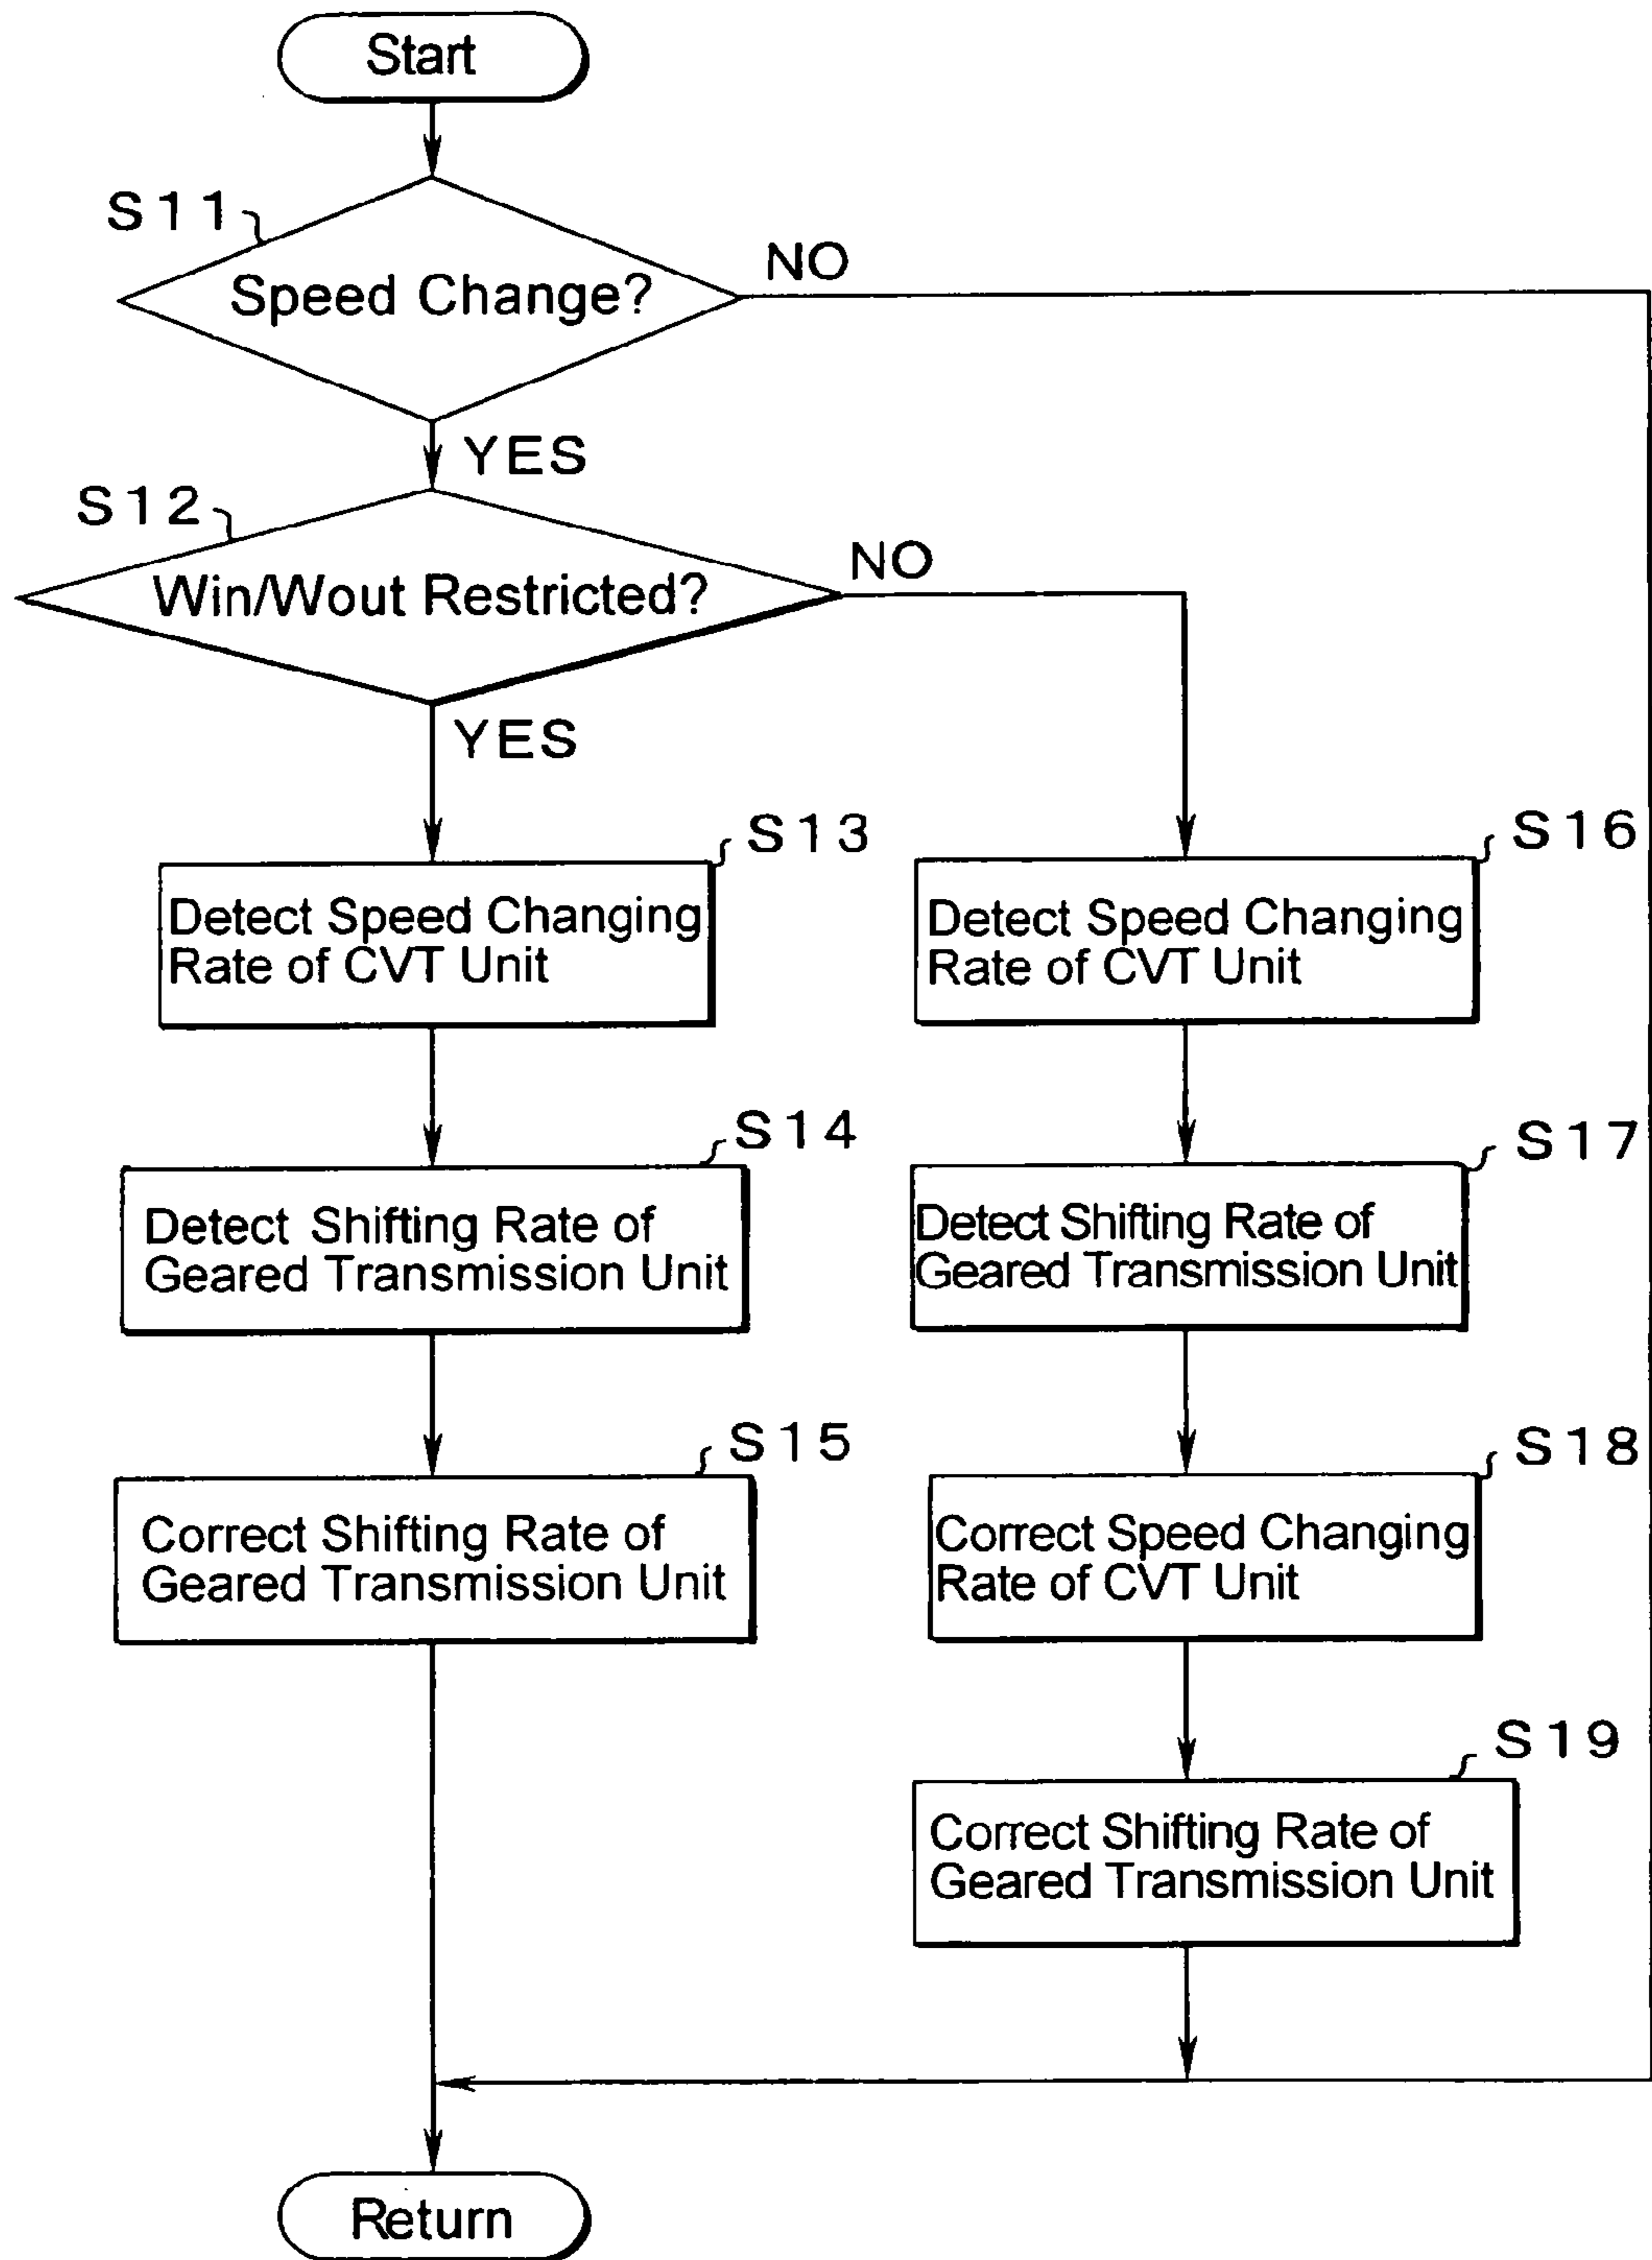 Start
S11
Speed Change?
NO
YES
S12
Win/Wout Restricted?
NO
YES
S13
Detect Speed Changing
Rate of CVT Unit
S14
Detect Shifting Rate of
Geared Transmission Unit
S15
Correct Shifting Rate of
Geared Transmission Unit
S16
Detect Speed Changing
Rate of CVT Unit
S17
Detect Shifting Rate of
Geared Transmission Unit
S18
Correct Speed Changing
Rate of CVT Unit
S19
Correct Shifting Rate of
Geared Transmission Unit
Return